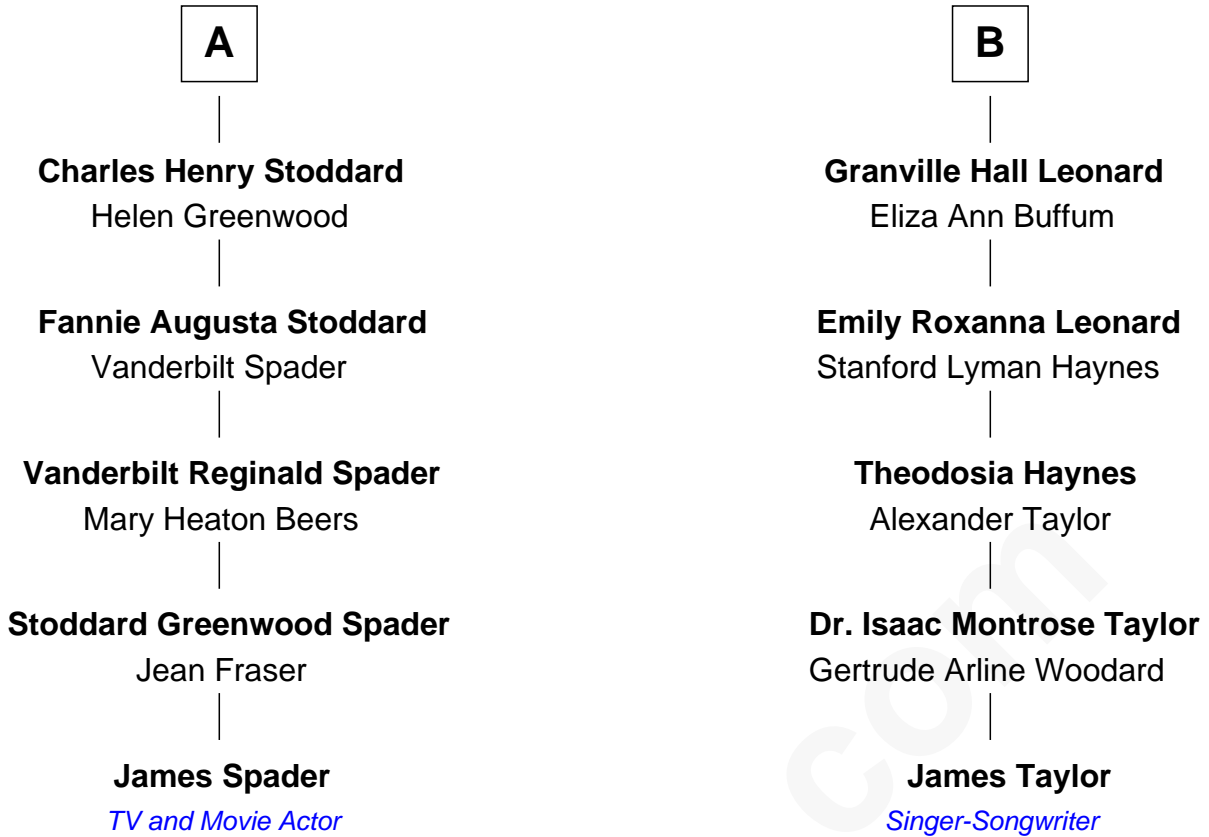 A
Charles Henry Stoddard
Helen Greenwood
Fannie Augusta Stoddard
Vanderbilt Spader
Vanderbilt Reginald Spader
Mary Heaton Beers
Stoddard Greenwood Spader
Jean Fraser
James Spader
TV and Movie Actor
B
Granville Hall Leonard
Eliza Ann Buffum
Emily Roxanna Leonard
Stanford Lyman Haynes
Theodosia Haynes
Alexander Taylor
Dr. Isaac Montrose Taylor
Gertrude Arline Woodard
James Taylor
Singer-Songwriter
com